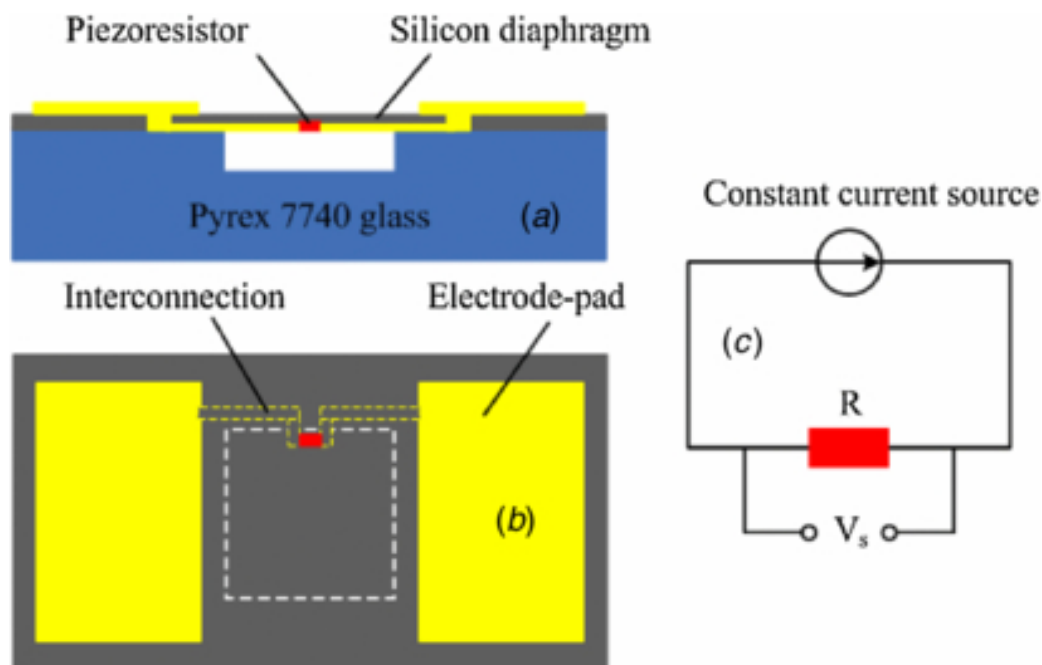 Piezoresistor
Silicon diaphragm
Pyrex 7740 glass
(a)
Constant current source
Interconnection
Electrode-pad
(c)
R
(b)
Vs